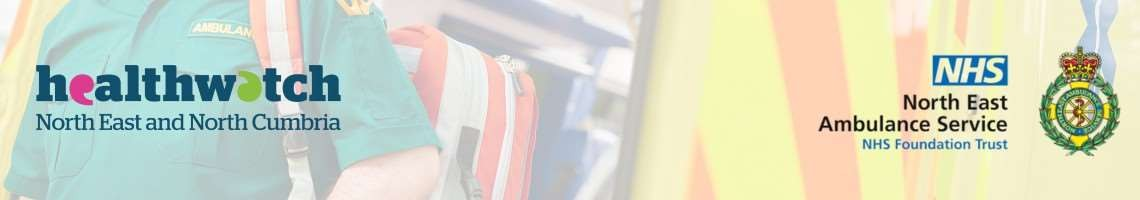 AMBULAN
healthwatch
North East and North Cumbria
NHS
North East
Ambulance Service
NHS Foundation Trust